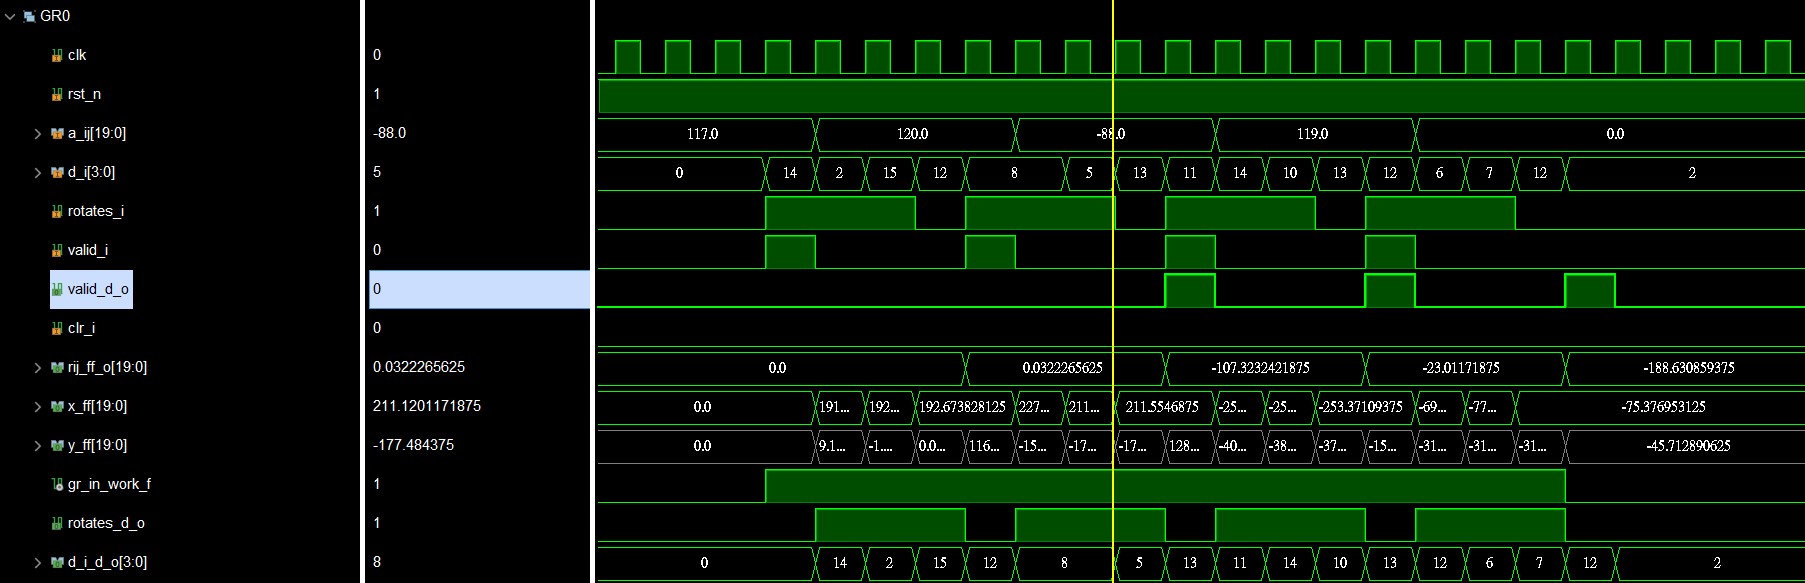 GR0
clk 0
rst_n 1
a_ij[19:0] -88.0 117.0 120.0 -88.0 119.0 0.0
d_i[3:0] 5 0 14 2 15 12 8 5 13 11 14 10 13 12 6 7 12 2
rotates_i 1
valid_i 0
valid_d_o 0
clr_i 0
rij_ff_o[19:0] 0.0322265625 0.0 0.0322265625 -107.3232421875 -23.01171875 -188.630859375
x_ff[19:0] 211.1201171875 0.0 191... 192... 192.673828125 227... 211... 211.5546875 -25... -25... -253.37109375 -69... -77... -75.376953125
y_ff[19:0] -177.484375 0.0 9.1... -1.... 0.0... 116... -15... -17... -17... 128... -40... -38... -37... -15... -31... -31... -31... -45.712890625
gr_in_work_f 1
rotates_d_o 1
d_i_d_o[3:0] 8 0 14 2 15 12 8 5 13 11 14 10 13 12 6 7 12 2